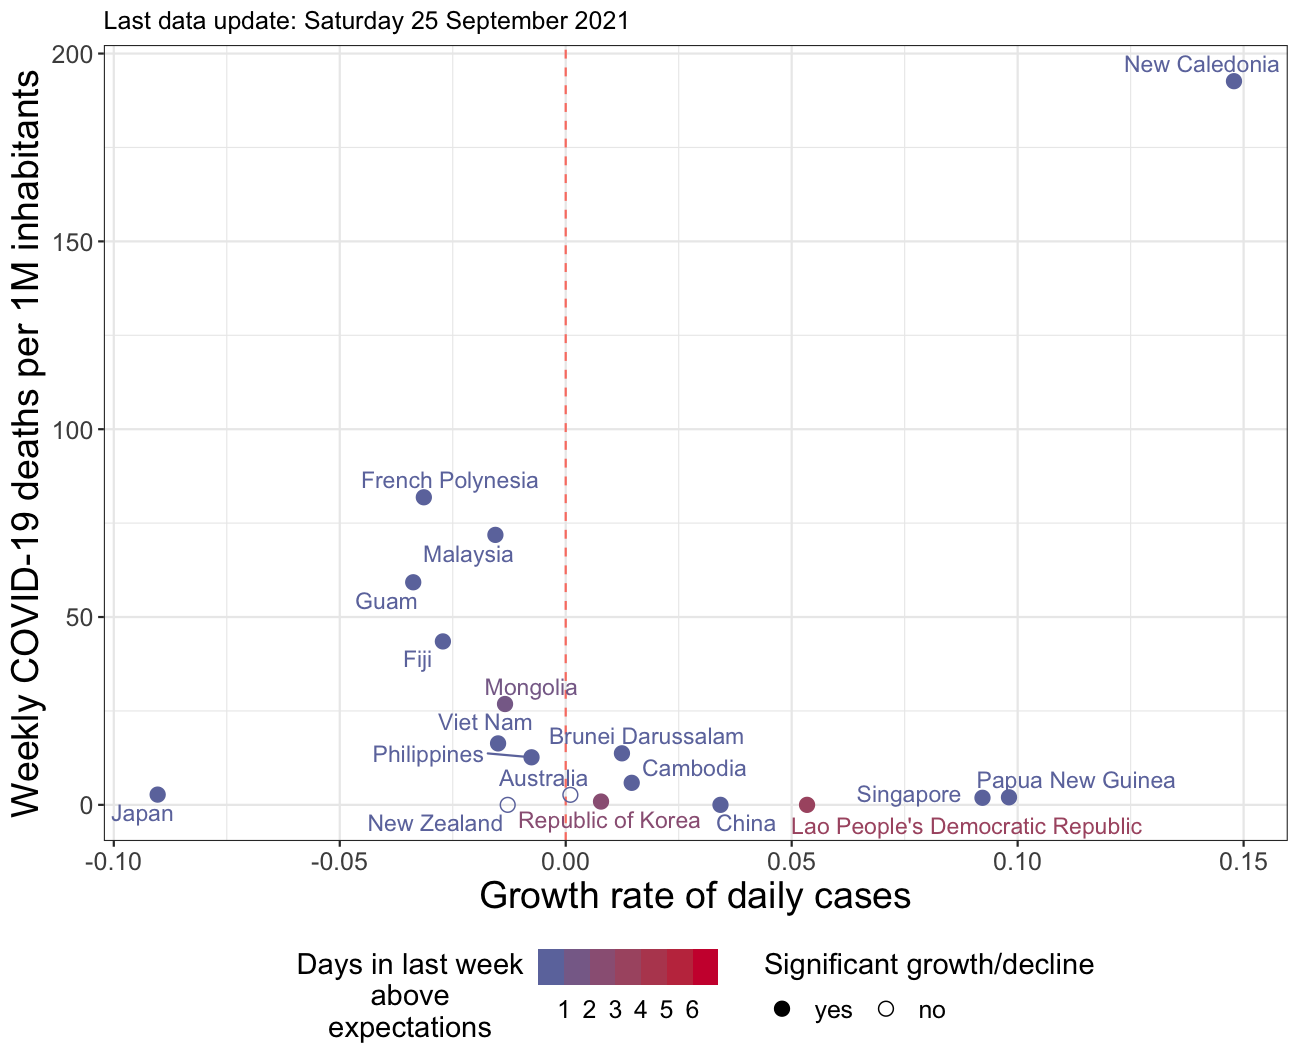 Last data update: Saturday 25 September 2021
Weekly COVID-19 deaths per 1M inhabitants
200
150
100
50
0
New Caledonia
French Polynesia
Malaysia
Guam
Fiji
Mongolia
Viet Nam
Brunei Darussalam
Philippines
Cambodia
Australia
Papua New Guinea
Singapore
Japan
New Zealand
Republic of Korea
China
Lao People's Democratic Republic
-0.10
-0.05
0.00
0.05
0.10
0.15
Growth rate of daily cases
Days in last week
above
expectations
1 2 3 4 5 6
Significant growth/decline
yes no